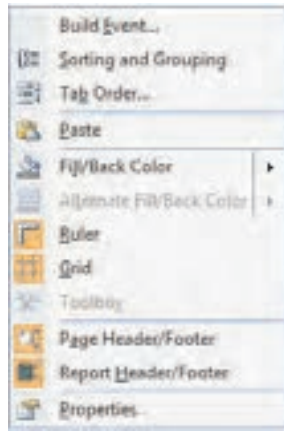 Build Event...
Sorting and Grouping
Tab Order...
Paste
Fill/Back Color
Alternate Fill/Back Color
Ruler
Grid
Toolbox
Page Header/Footer
Report Header/Footer
Properties